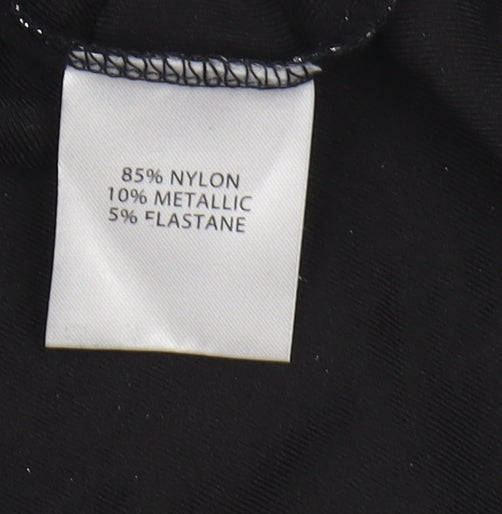 85% NYLON
10% METALLIC
5% ELASTANE